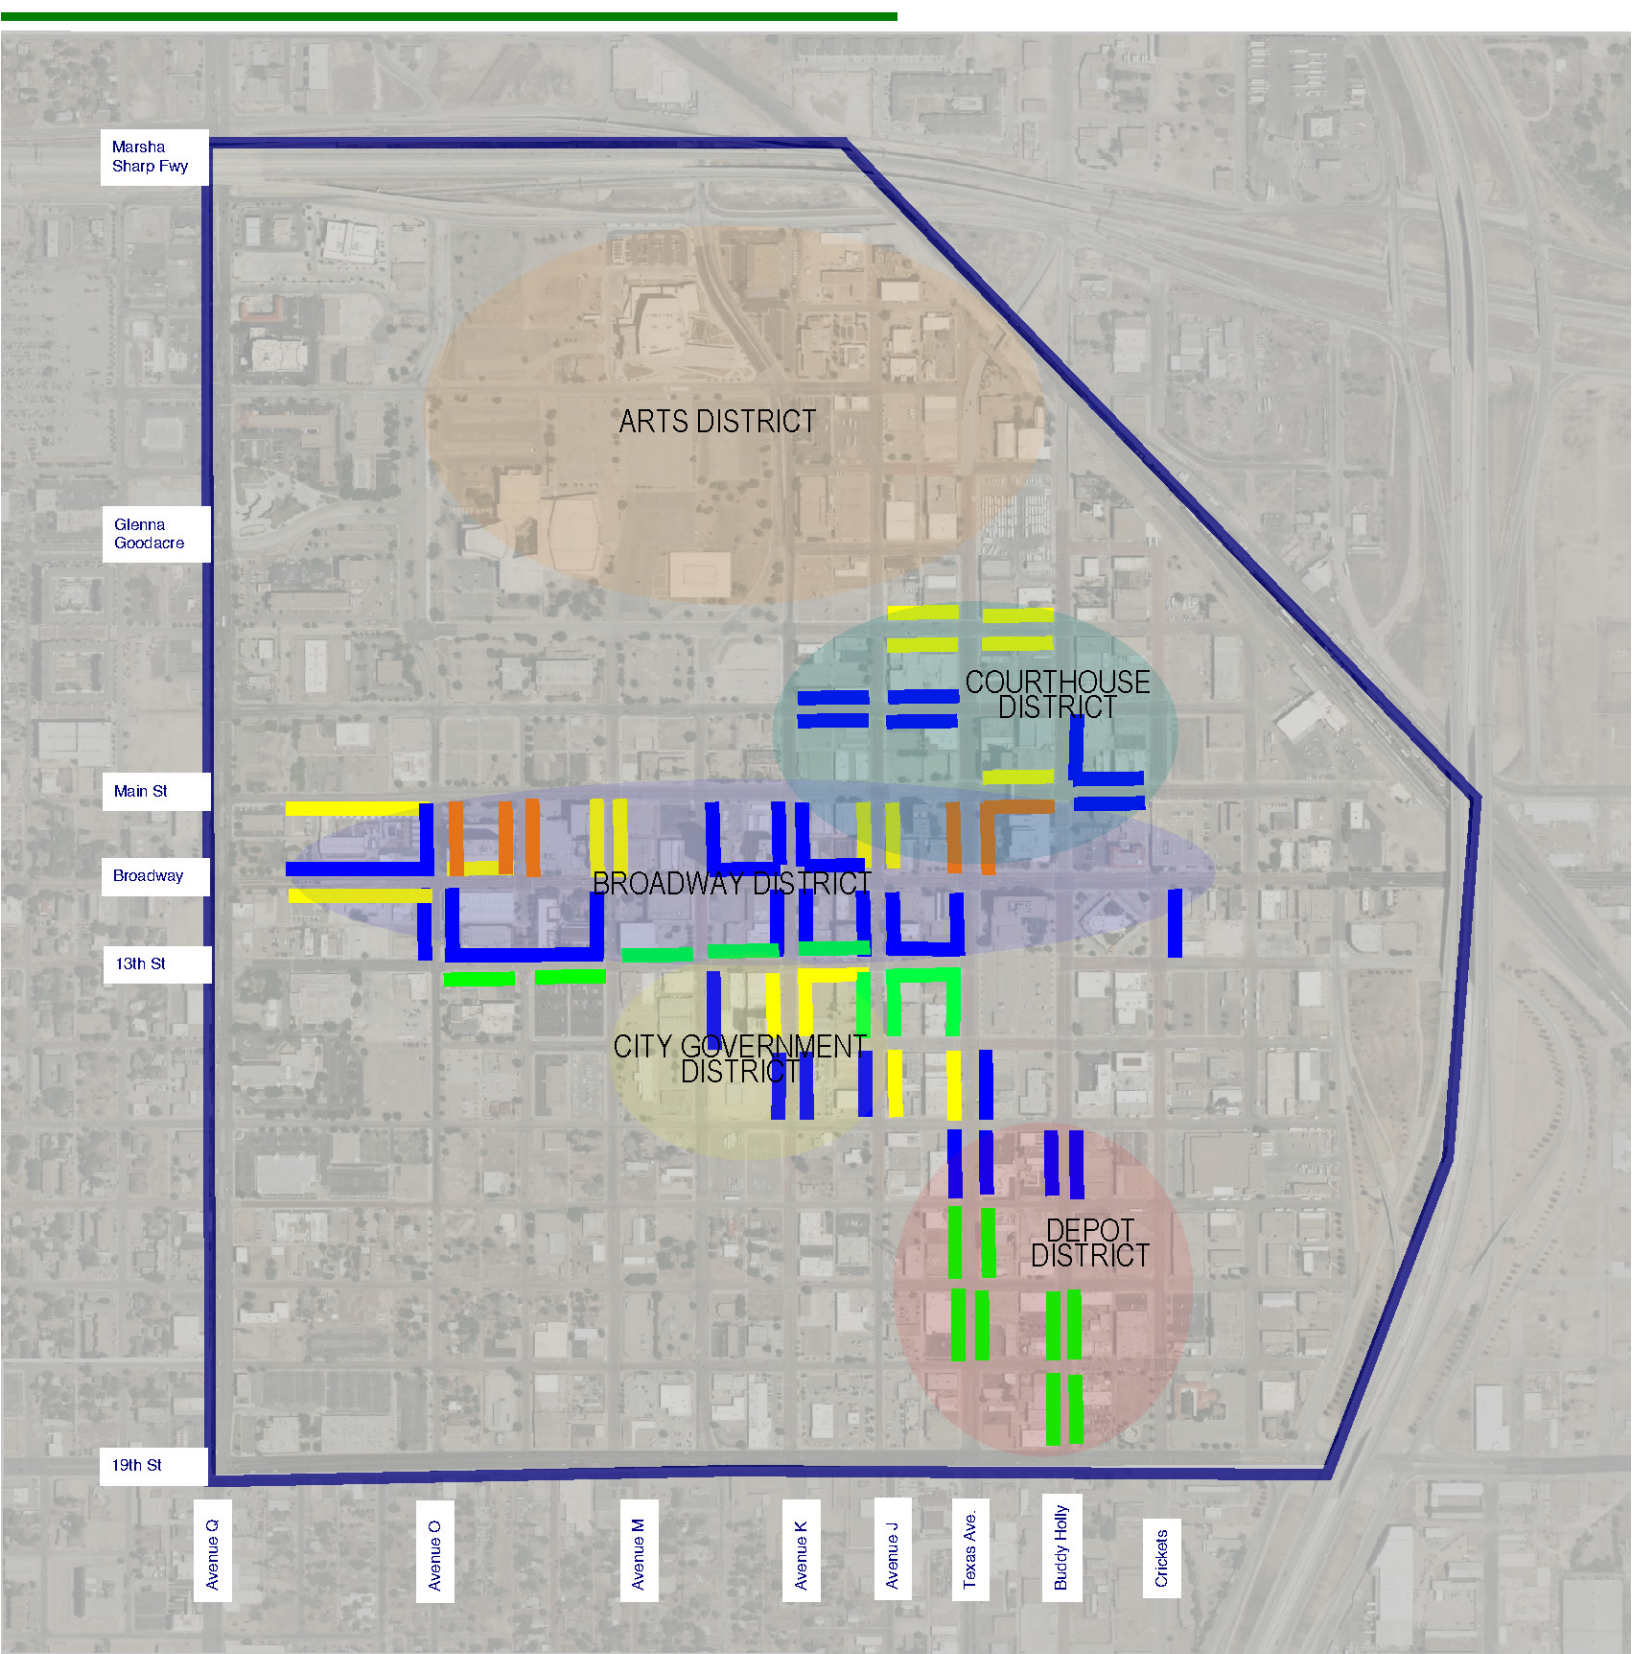 Marsha
Sharp Fwy
ARTS DISTRICT
Glenna
Goodacre
COURTHOUSE
DISTRICT
Main St
Broadway
BROADWAY DISTRICT
13th St
CITY GOVERNMENT
DISTRICT
DEPOT
DISTRICT
19th St
Avenue Q
Avenue O
Avenue M
Avenue K
Avenue J
Texas Ave.
Buddy Holly
Crickets